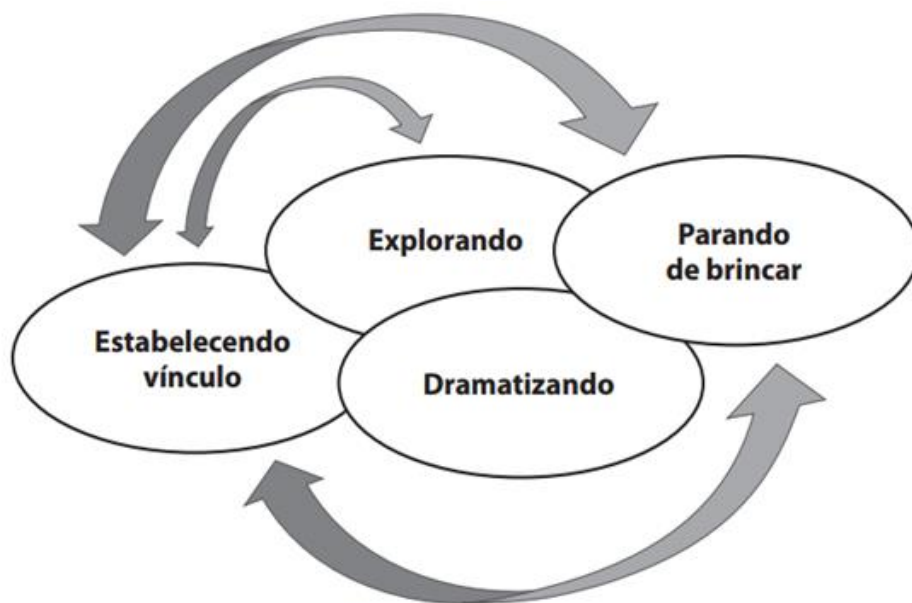 Explorando
Parando
de brincar
Estabelecendo
vínculo
Dramatizando